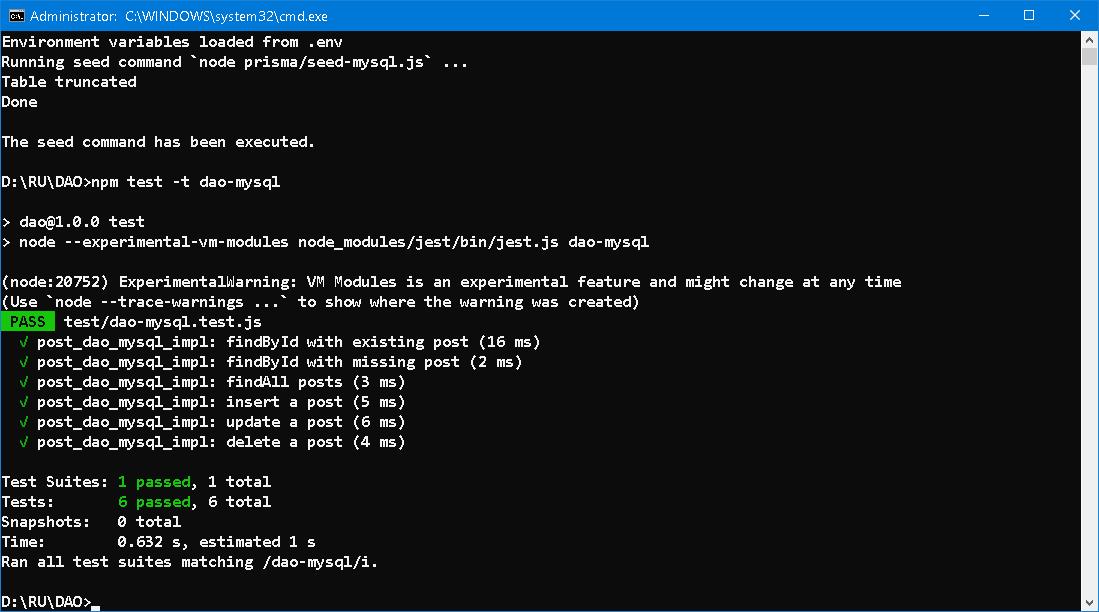 Administrator: C:\WINDOWS\system32\cmd.exe
Environment variables loaded from .env
Running seed command `node prisma/seed-mysql.js` ...
Table truncated
Done
The seed command has been executed.
D:\RU\DAO>npm test -t dao-mysql
> dao@1.0.0 test
> node --experimental-vm-modules node_modules/jest/bin/jest.js dao-mysql
(node:20752) ExperimentalWarning: VM Modules is an experimental feature and might change at any time
(Use `node --trace-warnings ...` to show where the warning was created)
PASS test/dao-mysql.test.js
√ post_dao_mysql_impl: findById with existing post (16 ms)
√ post_dao_mysql_impl: findById with missing post (2 ms)
√ post_dao_mysql_impl: findAll posts (3 ms)
√ post_dao_mysql_impl: insert a post (5 ms)
√ post_dao_mysql_impl: update a post (6 ms)
√ post_dao_mysql_impl: delete a post (4 ms)
Test Suites: 1 passed, 1 total
Tests:       6 passed, 6 total
Snapshots:   0 total
Time:        0.632 s, estimated 1 s
Ran all test suites matching /dao-mysql/i.
D:\RU\DAO>